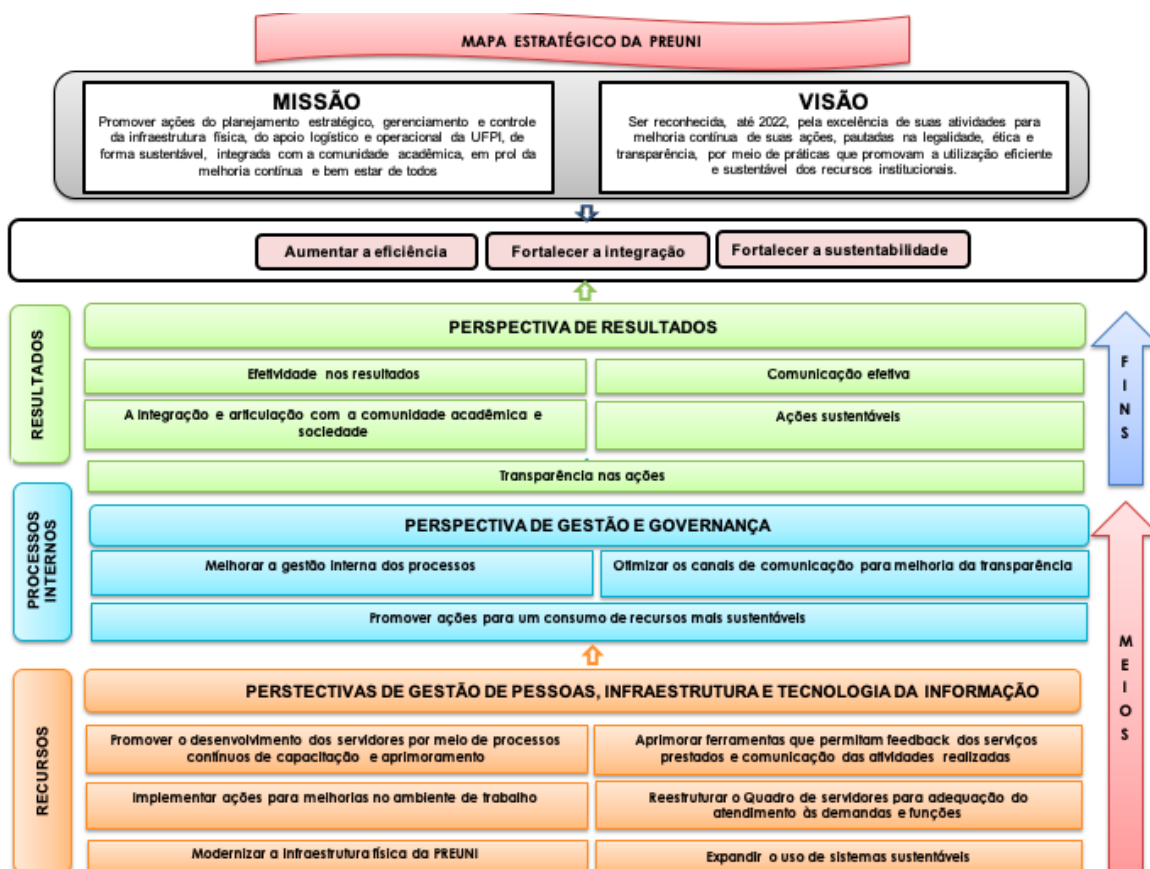 MAPA ESTRATÉGICO DA PREUNI
MISSÃO
Promover ações do planejamento estratégico, gerenciamento e controle
da infraestrutura física, do apoio logístico e operacional da UFPI, de
forma sustentável, integrada com a comunidade acadêmica, em prol da
melhoria contínua e bem estar de todos
VISÃO
Ser reconhecida, até 2022, pela excelência de suas atividades para
melhoria contínua de suas ações, pautadas na legalidade, ética e
transparência, por meio de práticas que promovam a utilização eficiente
e sustentável dos recursos institucionais.
Aumentar a eficiência
Fortalecer a integração
Fortalecer a sustentabilidade
RESULTADOS
PERSPECTIVA DE RESULTADOS
Efetividade nos resultados
Comunicação efetiva
A integração e articulação com a comunidade acadêmica e
sociedade
Ações sustentáveis
Transparência nas ações
FINS
PROCESSOS
INTERNOS
PERSPECTIVA DE GESTÃO E GOVERNANÇA
Melhorar a gestão interna dos processos
Otimizar os canais de comunicação para melhoria da transparência
Promover ações para um consumo de recursos mais sustentáveis
MEIOS
RECURSOS
PERSTECTIVAS DE GESTÃO DE PESSOAS, INFRAESTRUTURA E TECNOLOGIA DA INFORMAÇÃO
Promover o desenvolvimento dos servidores por meio de processos
contínuos de capacitação e aprimoramento
Aprimorar ferramentas que permitam feedback dos serviços
prestados e comunicação das atividades realizadas
Implementar ações para melhorias no ambiente de trabalho
Reestruturar o Quadro de servidores para adequação do
atendimento às demandas e funções
Modernizar a infraestrutura física da PREUNI
Expandir o uso de sistemas sustentáveis